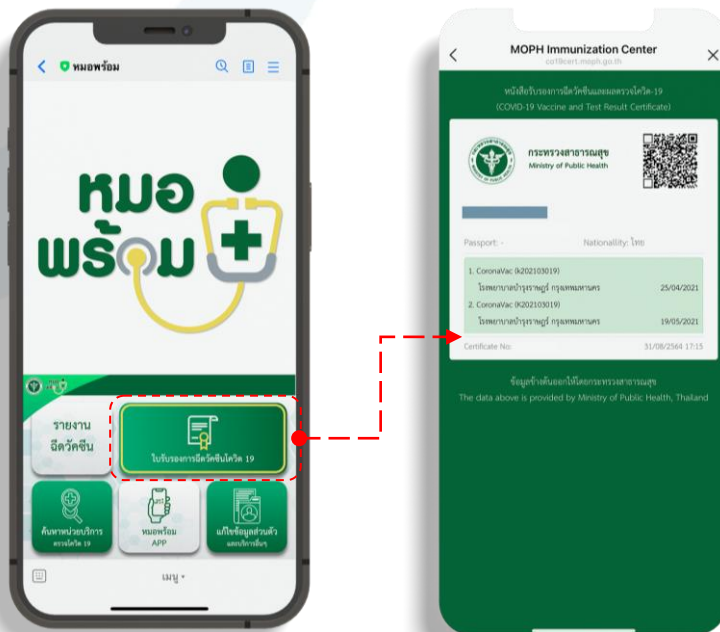 หมอพร้อม
หมอ
พร้อม
รายงาน
ฉีดวัคซีน
ใบรับรองการฉีดวัคซีนโควิด 19
ค้นหาหน่วยบริการ
ตรวจโควิด 19
หมอพร้อม
APP
แก้ไขข้อมูลส่วนตัว
และบริการอื่นๆ
เมนู
MOPH Immunization Center
co19cert.moph.go.th
หนังสือรับรองการฉีดวัคซีนและผลตรวจโควิด-19
(COVID-19 Vaccine and Test Result Certificate)
กระทรวงสาธารณสุข
Ministry of Public Health
Passport: - Nationallity: ไทย
1. CoronaVac (k202103019)
โรงพยาบาลบำรุงราษฎร์ กรุงเทพมหานคร 25/04/2021
2. CoronaVac (K202103019)
โรงพยาบาลบำรุงราษฎร์ กรุงเทพมหานคร 19/05/2021
Certificate No: 31/08/2564 17:15
ข้อมูลข้างต้นออกให้โดยกระทรวงสาธารณสุข
The data above is provided by Ministry of Public Health, Thailand